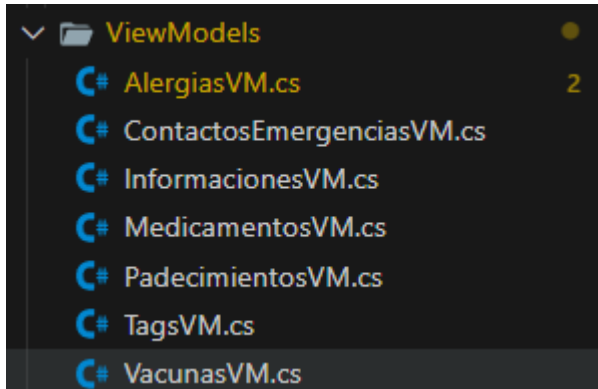 ViewModels
C# AlergiasVM.cs 2
C# ContactosEmergenciasVM.cs
C# InformacionesVM.cs
C# MedicamentosVM.cs
C# PadecimientosVM.cs
C# TagsVM.cs
C# VacunasVM.cs